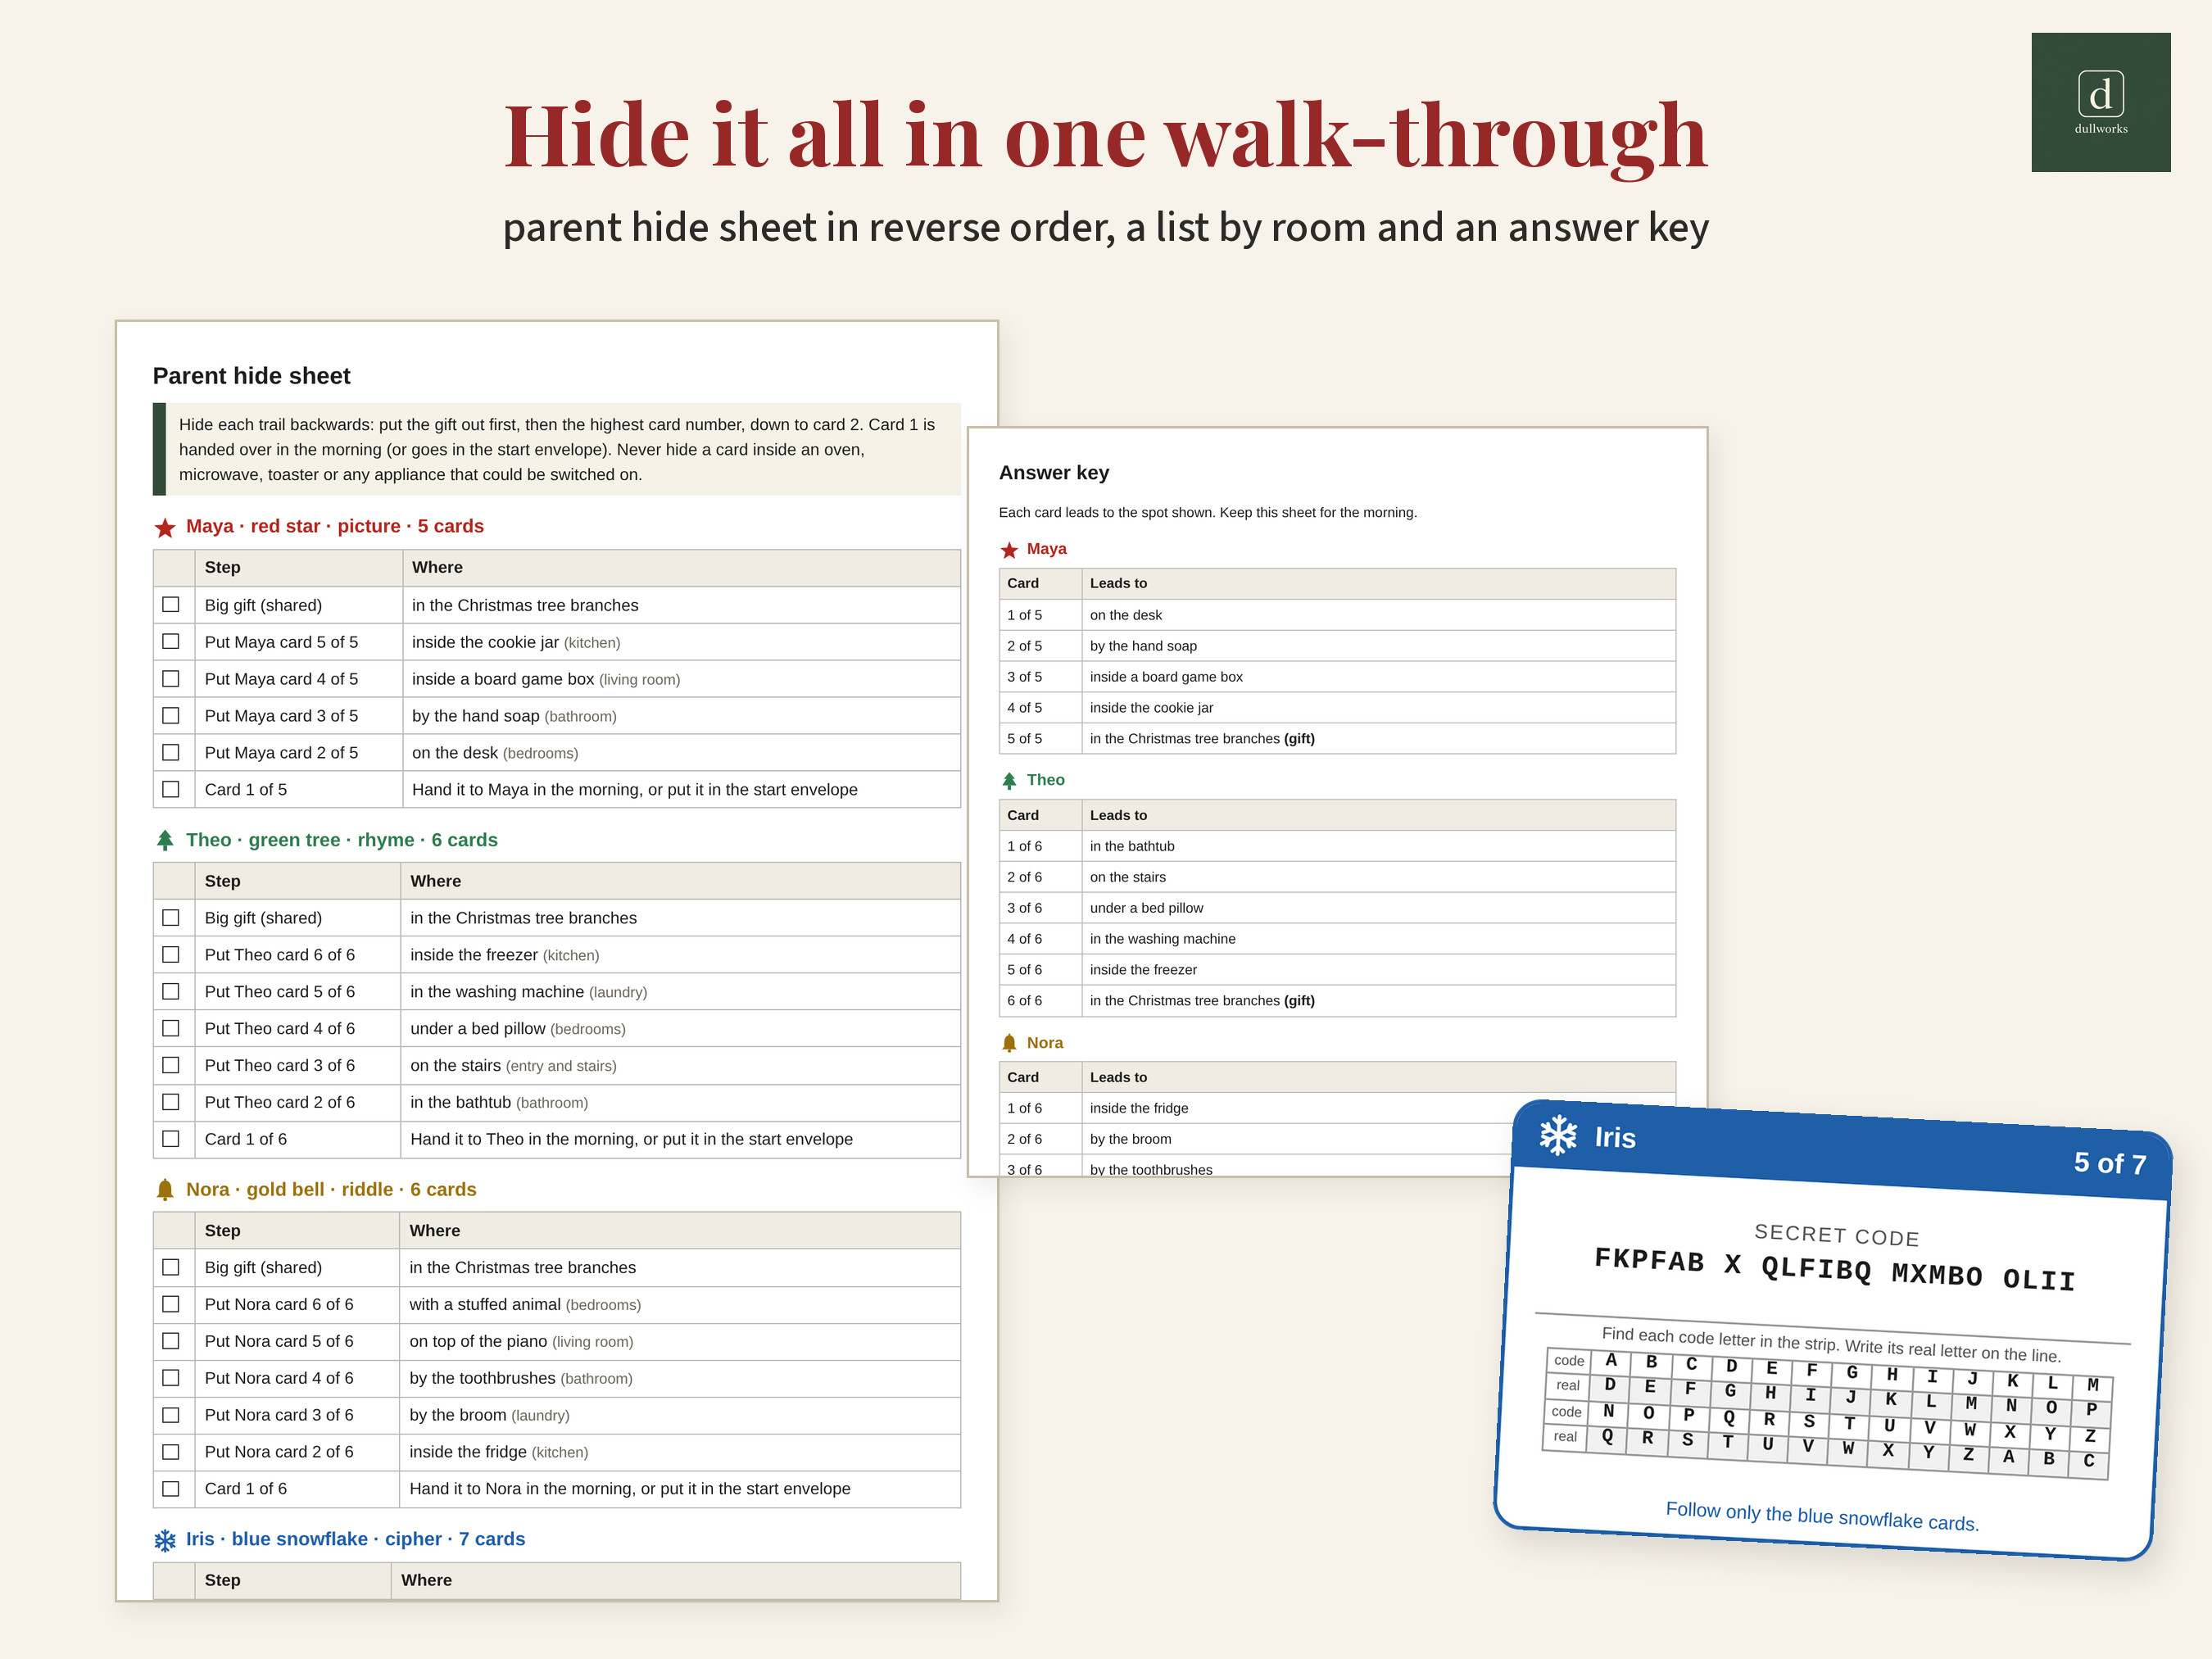 Hide it all in one walk-through
parent hide sheet in reverse order, a list by room and an answer key
d
dullworks
Parent hide sheet
Hide each trail backwards: put the gift out first, then the highest card number, down to card 2. Card 1 is
handed over in the morning (or goes in the start envelope). Never hide a card inside an oven,
microwave, toaster or any appliance that could be switched on.
Maya · red star · picture · 5 cards
Step Where
Big gift (shared) in the Christmas tree branches
Put Maya card 5 of 5 inside the cookie jar (kitchen)
Put Maya card 4 of 5 inside a board game box (living room)
Put Maya card 3 of 5 by the hand soap (bathroom)
Put Maya card 2 of 5 on the desk (bedrooms)
Card 1 of 5 Hand it to Maya in the morning, or put it in the start envelope
Theo · green tree · rhyme · 6 cards
Step Where
Big gift (shared) in the Christmas tree branches
Put Theo card 6 of 6 inside the freezer (kitchen)
Put Theo card 5 of 6 in the washing machine (laundry)
Put Theo card 4 of 6 under a bed pillow (bedrooms)
Put Theo card 3 of 6 on the stairs (entry and stairs)
Put Theo card 2 of 6 in the bathtub (bathroom)
Card 1 of 6 Hand it to Theo in the morning, or put it in the start envelope
Nora · gold bell · riddle · 6 cards
Step Where
Big gift (shared) in the Christmas tree branches
Put Nora card 6 of 6 with a stuffed animal (bedrooms)
Put Nora card 5 of 6 on top of the piano (living room)
Put Nora card 4 of 6 by the toothbrushes (bathroom)
Put Nora card 3 of 6 by the broom (laundry)
Put Nora card 2 of 6 inside the fridge (kitchen)
Card 1 of 6 Hand it to Nora in the morning, or put it in the start envelope
Iris · blue snowflake · cipher · 7 cards
Step Where
Answer key
Each card leads to the spot shown. Keep this sheet for the morning.
Maya
Card Leads to
1 of 5 on the desk
2 of 5 by the hand soap
3 of 5 inside a board game box
4 of 5 inside the cookie jar
5 of 5 in the Christmas tree branches (gift)
Theo
Card Leads to
1 of 6 in the bathtub
2 of 6 on the stairs
3 of 6 under a bed pillow
4 of 6 in the washing machine
5 of 6 inside the freezer
6 of 6 in the Christmas tree branches (gift)
Nora
Card Leads to
1 of 6 inside the fridge
2 of 6 by the broom
3 of 6 by the toothbrushes
Iris 5 of 7
SECRET CODE
FKPFAB X QLFIBQ MXMBO OLII
Find each code letter in the strip. Write its real letter on the line.
code A B C D E F G H I J K L M
real D E F G H I J K L M N O P
code N O P Q R S T U V W X Y Z
real Q R S T U V W X Y Z A B C
Follow only the blue snowflake cards.